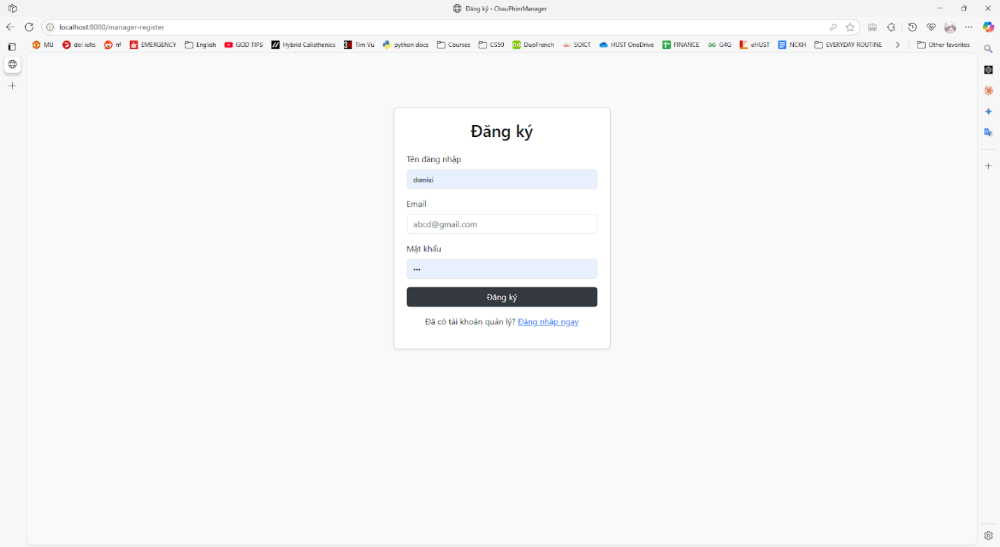 Đăng ký - ChauPhimManager
localhost:8080/manager-register
MU dol ielts nf EMERGENCY English GOD TIPS Hybrid Calisthenics Tim Vu python docs Courses CS50 DuoFrench SOICT HUST OneDrive FINANCE G4G eHUST NCKH EVERYDAY ROUTINE Other favorites
Đăng ký
Tên đăng nhập
domixi
Email
abcd@gmail.com
Mật khẩu
•••
Đăng ký
Đã có tài khoản quản lý? Đăng nhập ngay